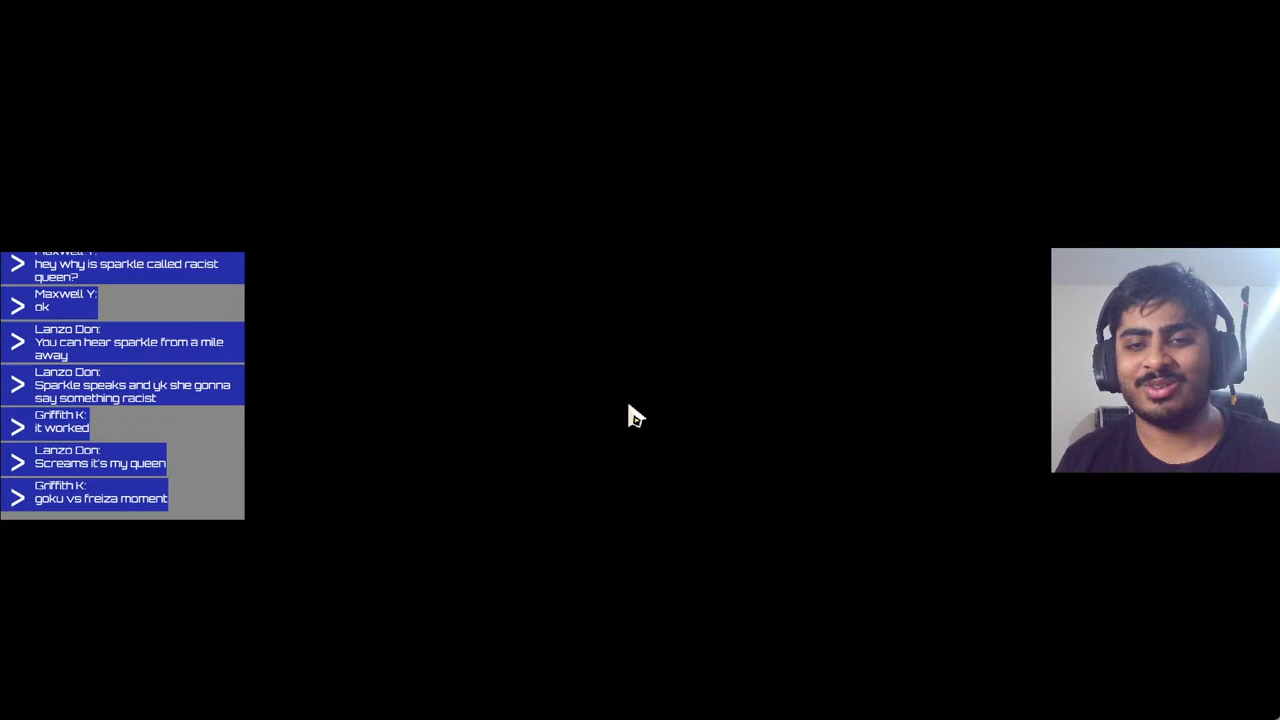 Maxwell Y:
> hey why is sparkle called racist
queen?
Maxwell Y:
> ok
Lanzo Don:
> You can hear sparkle from a mile
away
Lanzo Don:
> Sparkle speaks and yk she gonna
say something racist
Griffith K:
> it worked
Lanzo Don:
> Screams it's my queen
Griffith K:
> goku vs freiza moment